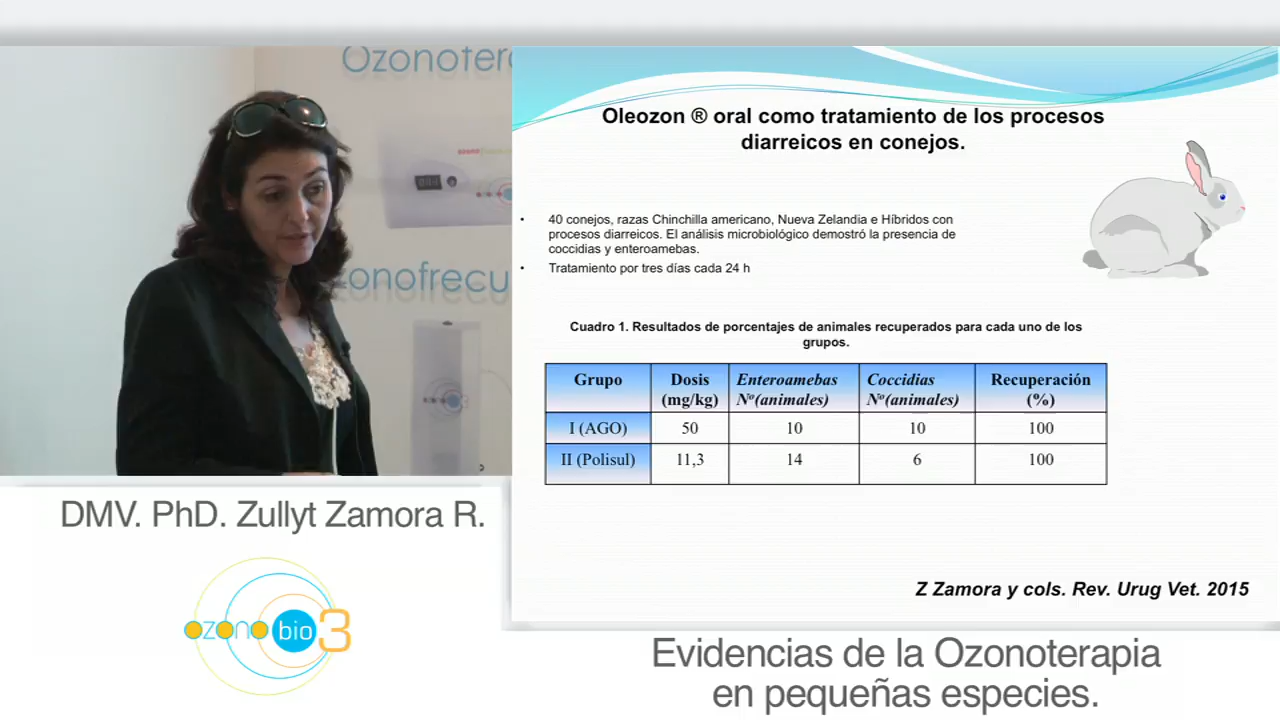 Ozonoter
onofrecu
Oleozon ® oral como tratamiento de los procesos
diarreicos en conejos.
• 40 conejos, razas Chinchilla americano, Nueva Zelandia e Híbridos con
procesos diarreicos. El análisis microbiológico demostró la presencia de
coccidias y enteroamebas.
• Tratamiento por tres días cada 24 h
Cuadro 1. Resultados de porcentajes de animales recuperados para cada uno de los
grupos.
Grupo Dosis (mg/kg) Enteroamebas Nº(animales) Coccidias Nº(animales) Recuperación (%)
I (AGO) 50 10 10 100
II (Polisul) 11,3 14 6 100
Z Zamora y cols. Rev. Urug Vet. 2015
DMV. PhD. Zullyt Zamora R.
ozono bio 3
Evidencias de la Ozonoterapia
en pequeñas especies.